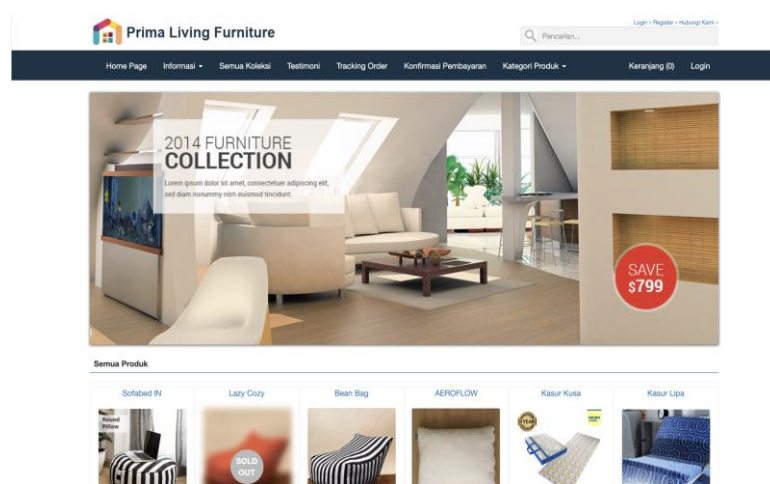 Prima Living Furniture
Login - Register - Hubungi Kami -
Pencarian...
Home Page Informasi Semua Koleksi Testimoni Tracking Order Konfirmasi Pembayaran Kategori Produk Keranjang (0) Login
2014 FURNITURE
COLLECTION
Lorem ipsum dolor sit amet, consectetuer adipiscing elit,
sed diam nonummy nibh euismod tincidunt.
SAVE
$799
Semua Produk
Sofabed IN Lazy Cozy Bean Bag AEROFLOW Kasur Kusa Kasur Lipa
Round
Pillow
YEAR
SOLD
OUT